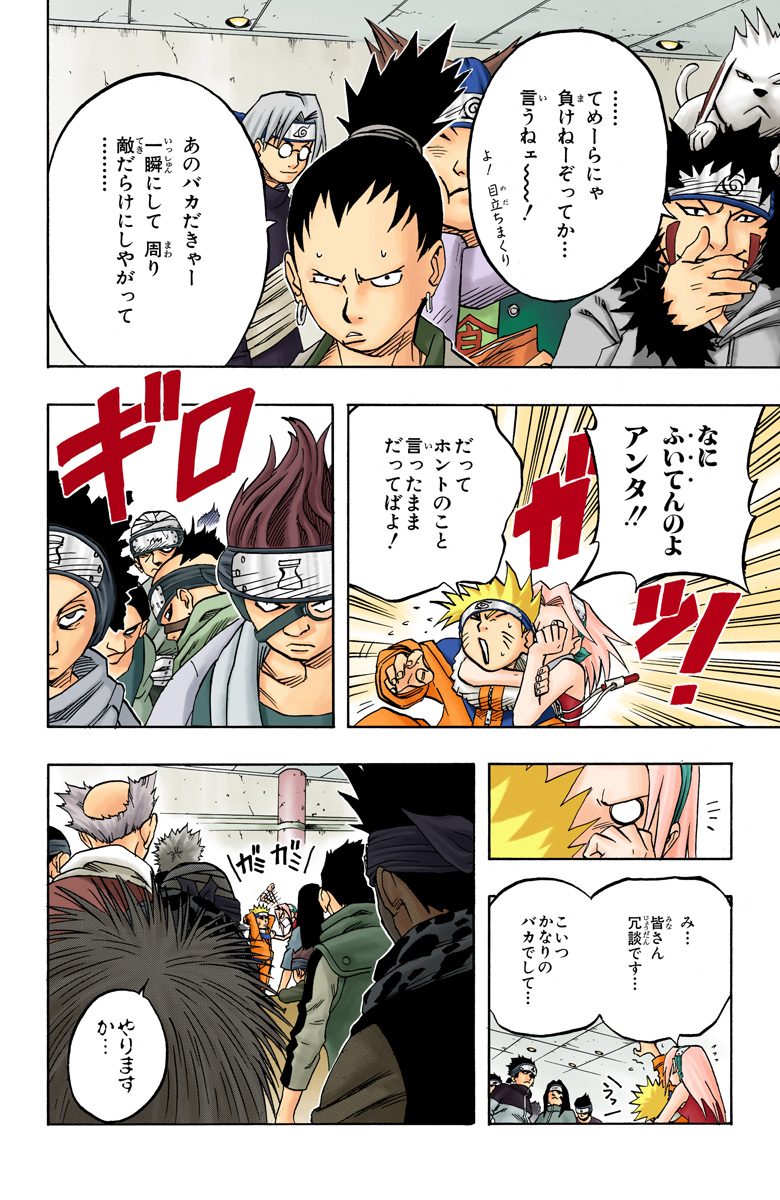 ……
てめーらにゃ
負けねーぞってか…
言うねェ〜〜〜!
よ! 目立ちまくり
あのバカだきゃー
一瞬にして 周り
敵だらけにしやがって
………
なに
ふいてんのよ
アンタ!!
ガッ!
だって
ホントのこと
言ったまま
だってばよ!
ギロ
み…
皆さん
冗談です…
こいつ
かなりの
バカでして…
ガミガミ
やります
か…